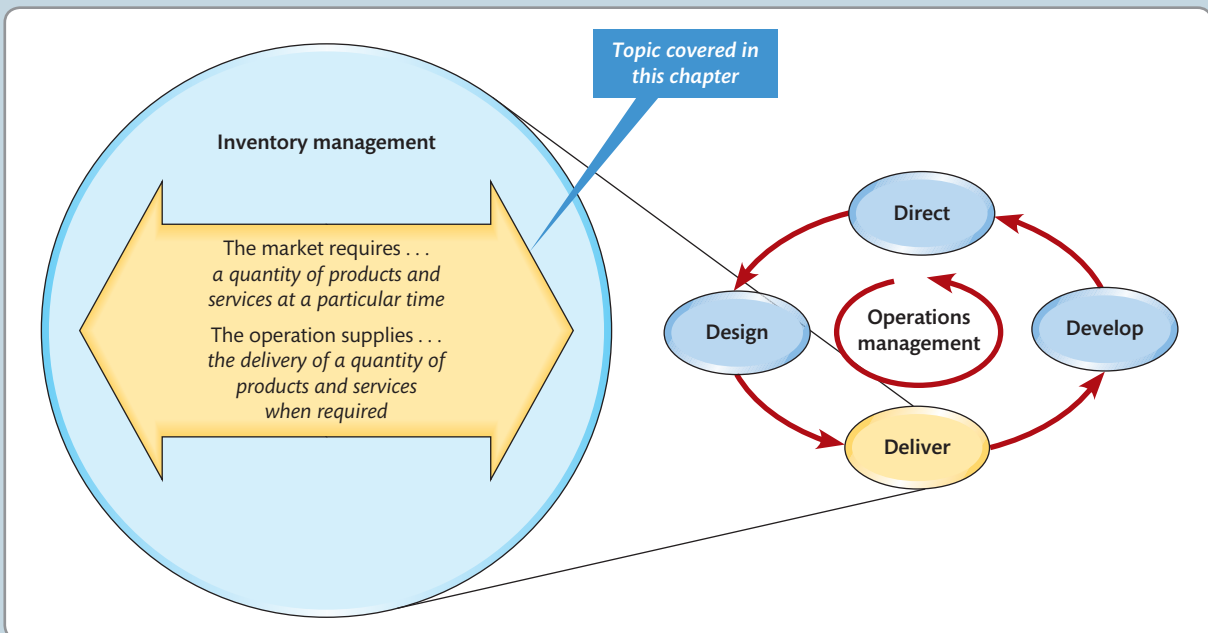 Topic covered in
this chapter
Inventory management
The market requires . . .
a quantity of products and
services at a particular time
The operation supplies . . .
the delivery of a quantity of
products and services
when required
Direct
Design
Operations
management
Develop
Deliver